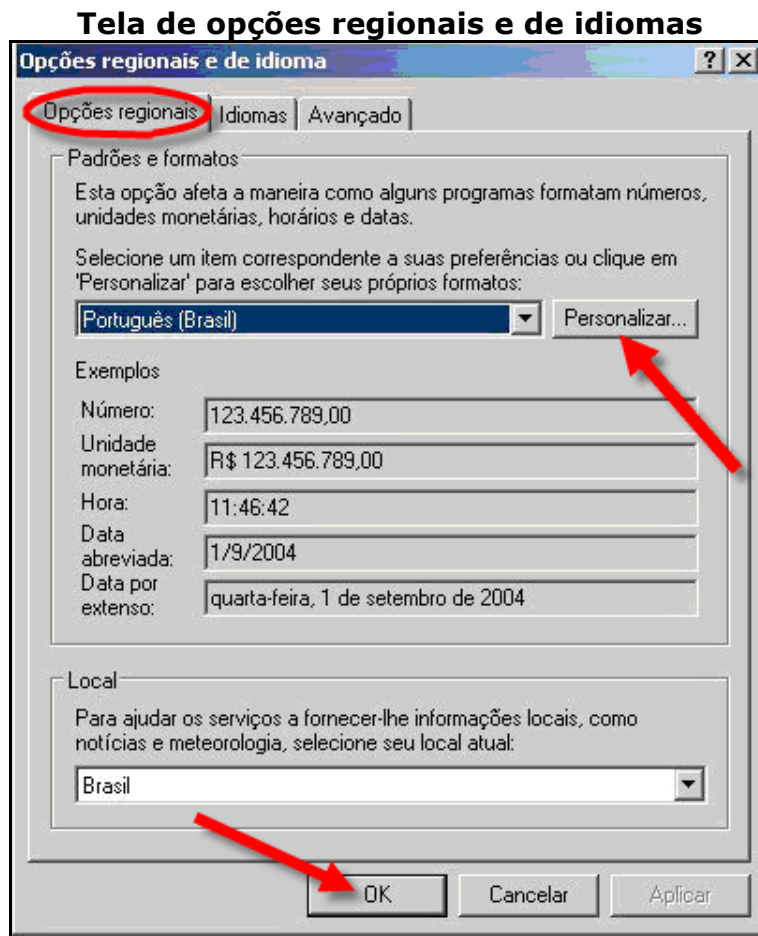 Tela de opções regionais e de idiomas
Opções regionais e de idioma
Opções regionais Idiomas Avançado
Padrões e formatos
Esta opção afeta a maneira como alguns programas formatam números,
unidades monetárias, horários e datas.
Selecione um item correspondente a suas preferências ou clique em
'Personalizar' para escolher seus próprios formatos:
Português (Brasil) Personalizar...
Exemplos
Número: 123.456.789,00
Unidade
monetária: R$ 123.456.789,00
Hora: 11:46:42
Data
abreviada: 1/9/2004
Data por
extenso: quarta-feira, 1 de setembro de 2004
Local
Para ajudar os serviços a fornecer-lhe informações locais, como
notícias e meteorologia, selecione seu local atual:
Brasil
OK Cancelar Aplicar